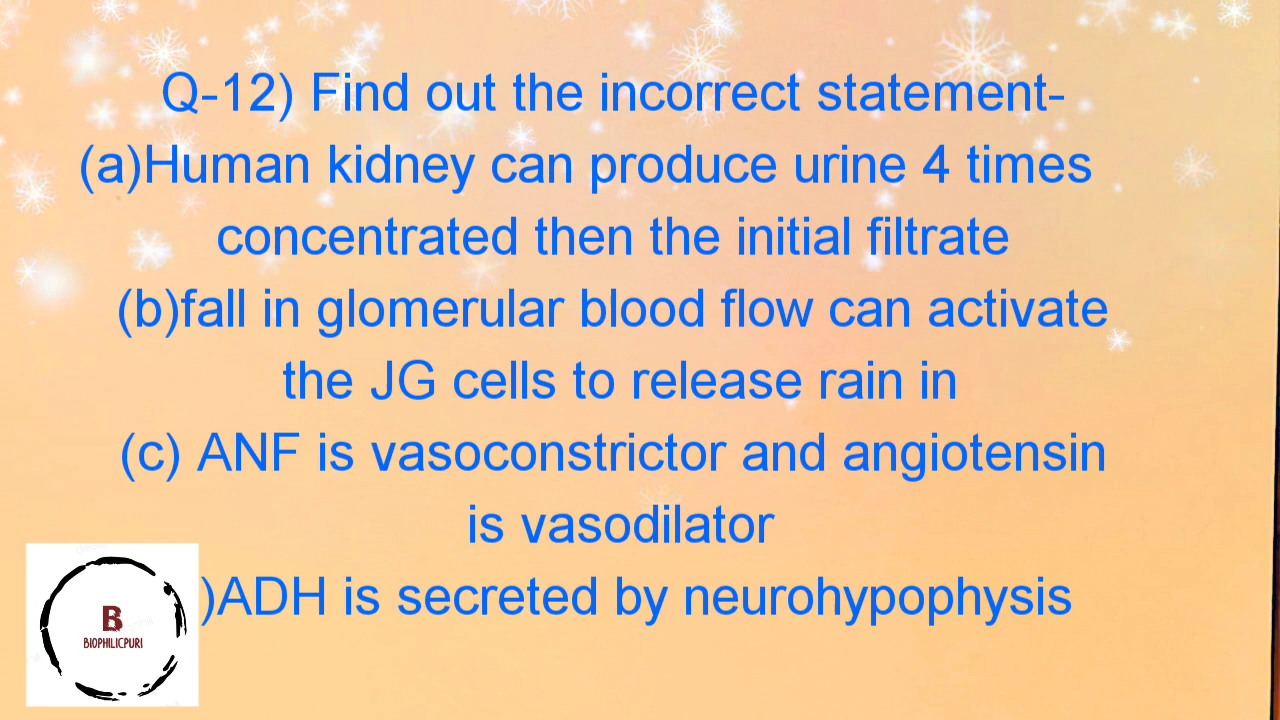 Q-12) Find out the incorrect statement-
(a)Human kidney can produce urine 4 times
concentrated then the initial filtrate
(b)fall in glomerular blood flow can activate
the JG cells to release rain in
(c) ANF is vasoconstrictor and angiotensin
is vasodilator
)ADH is secreted by neurohypophysis
B
BIOPHILICPURI